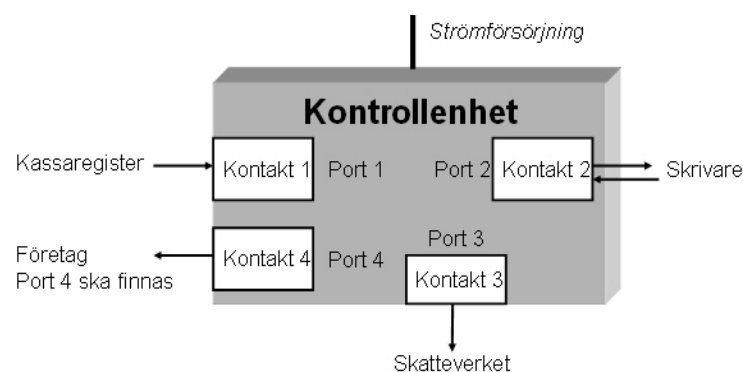 Strömförsörjning
Kontrollenhet
Kassaregister
Kontakt 1
Port 1
Port 2
Kontakt 2
Skrivare
Företag
Port 4 ska finnas
Kontakt 4
Port 4
Port 3
Kontakt 3
Skatteverket